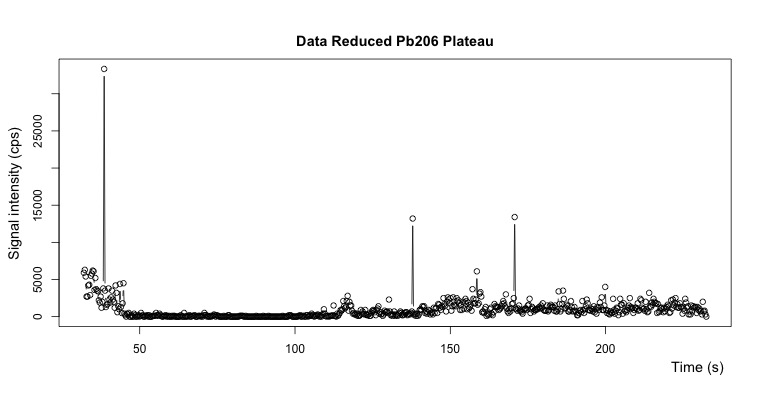 Data Reduced Pb206 Plateau
Signal intensity (cps)
25000
15000
5000
0
50 100 150 200
Time (s)